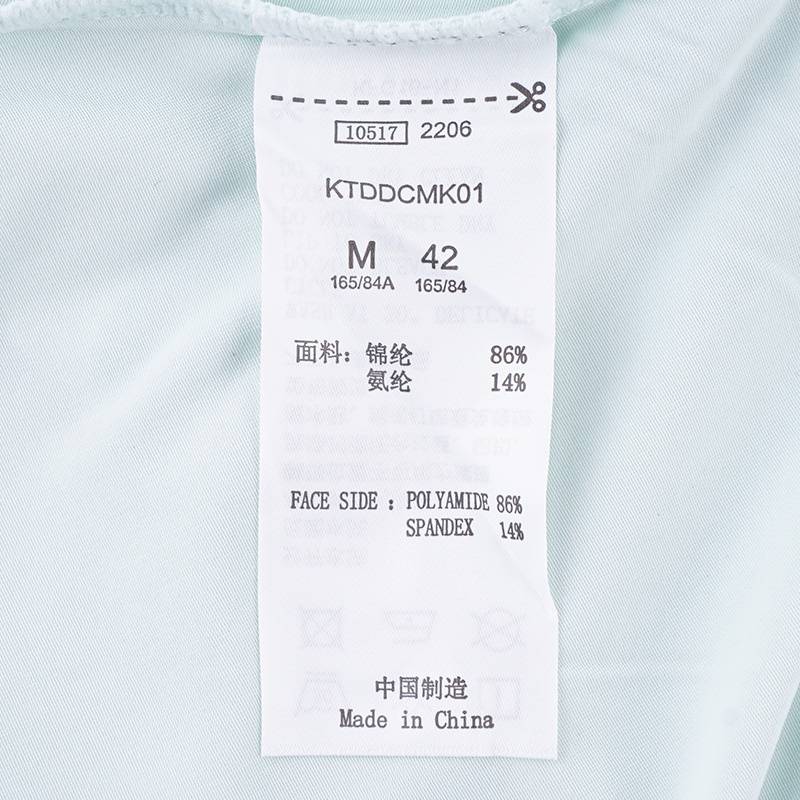 10517 2206
KTDDCMK01
M 42
165/84A 165/84
面料：锦纶 86%
氨纶 14%
FACE SIDE : POLYAMIDE 86%
SPANDEX 14%
中国制造
Made in China